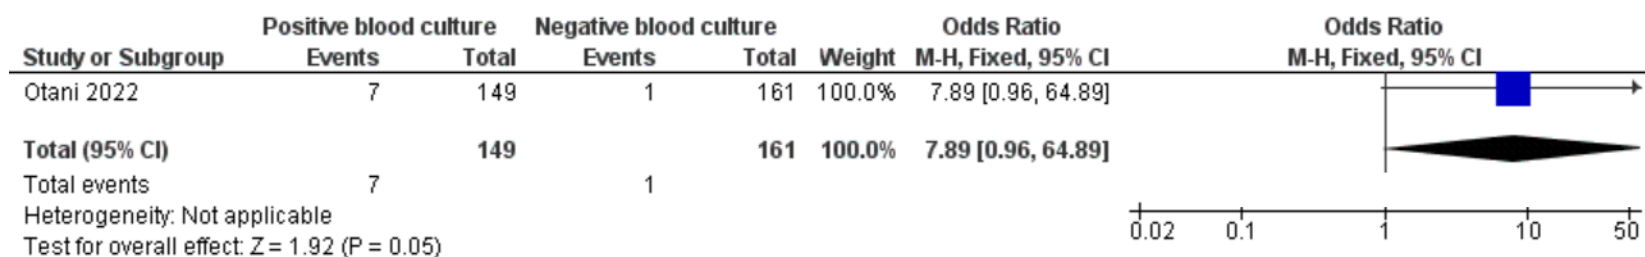 Positive blood culture Negative blood culture Odds Ratio Odds Ratio
Study or Subgroup Events Total Events Total Weight M-H, Fixed, 95% CI M-H, Fixed, 95% CI
Otani 2022 7 149 1 161 100.0% 7.89 [0.96, 64.89]
Total (95% CI) 149 161 100.0% 7.89 [0.96, 64.89]
Total events 7 1
Heterogeneity: Not applicable
Test for overall effect: Z = 1.92 (P = 0.05)
0.02 0.1 1 10 50